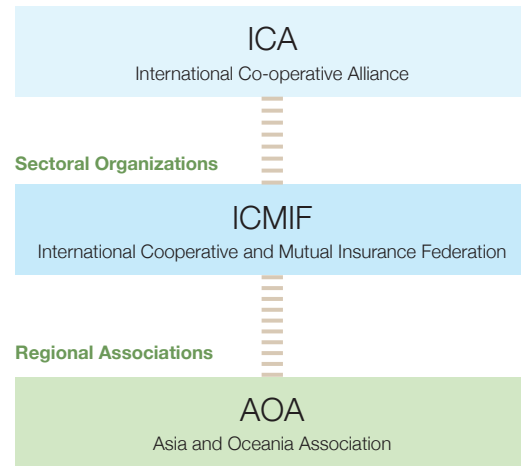 ICA
International Co-operative Alliance
Sectoral Organizations
ICMIF
International Cooperative and Mutual Insurance Federation
Regional Associations
AOA
Asia and Oceania Association